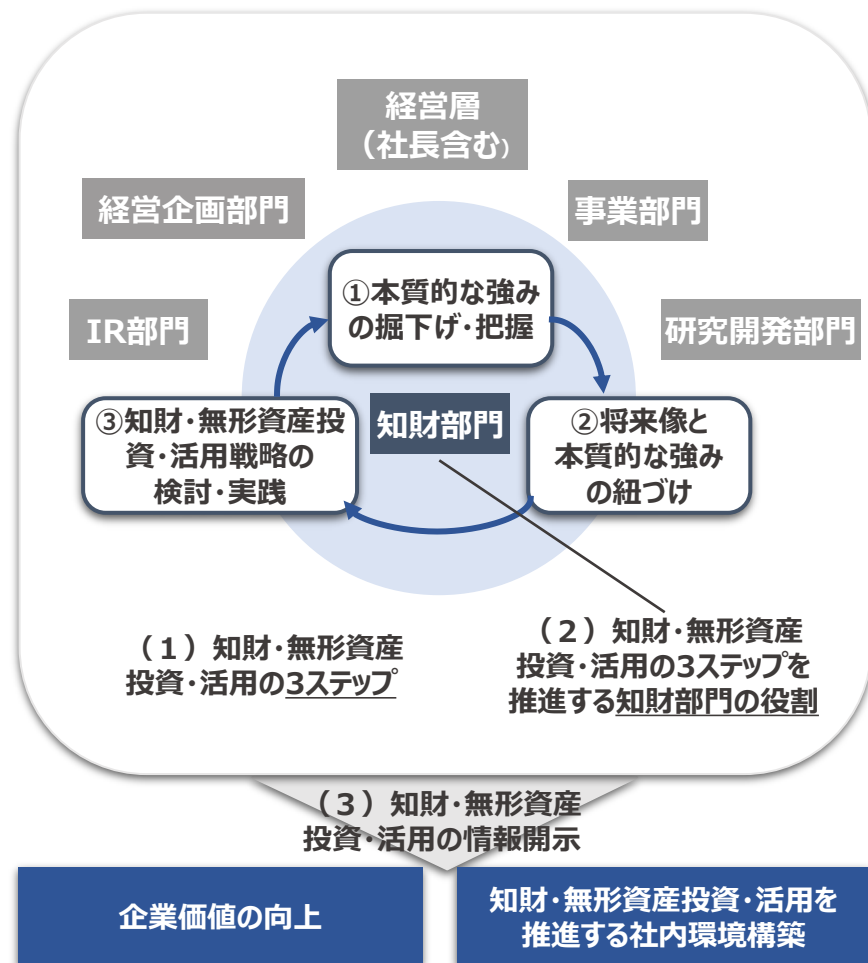 経営層
（社長含む）
経営企画部門
事業部門
①本質的な強み
の掘下げ・把握
IR部門
研究開発部門
③知財・無形資産投
資・活用戦略の
検討・実践
知財部門
②将来像と
本質的な強み
の紐づけ
（１）知財・無形資産
投資・活用の3ステップ
（２）知財・無形資産
投資・活用の3ステップを
推進する知財部門の役割
（３）知財・無形資産
投資・活用の情報開示
企業価値の向上
知財・無形資産投資・活用を
推進する社内環境構築